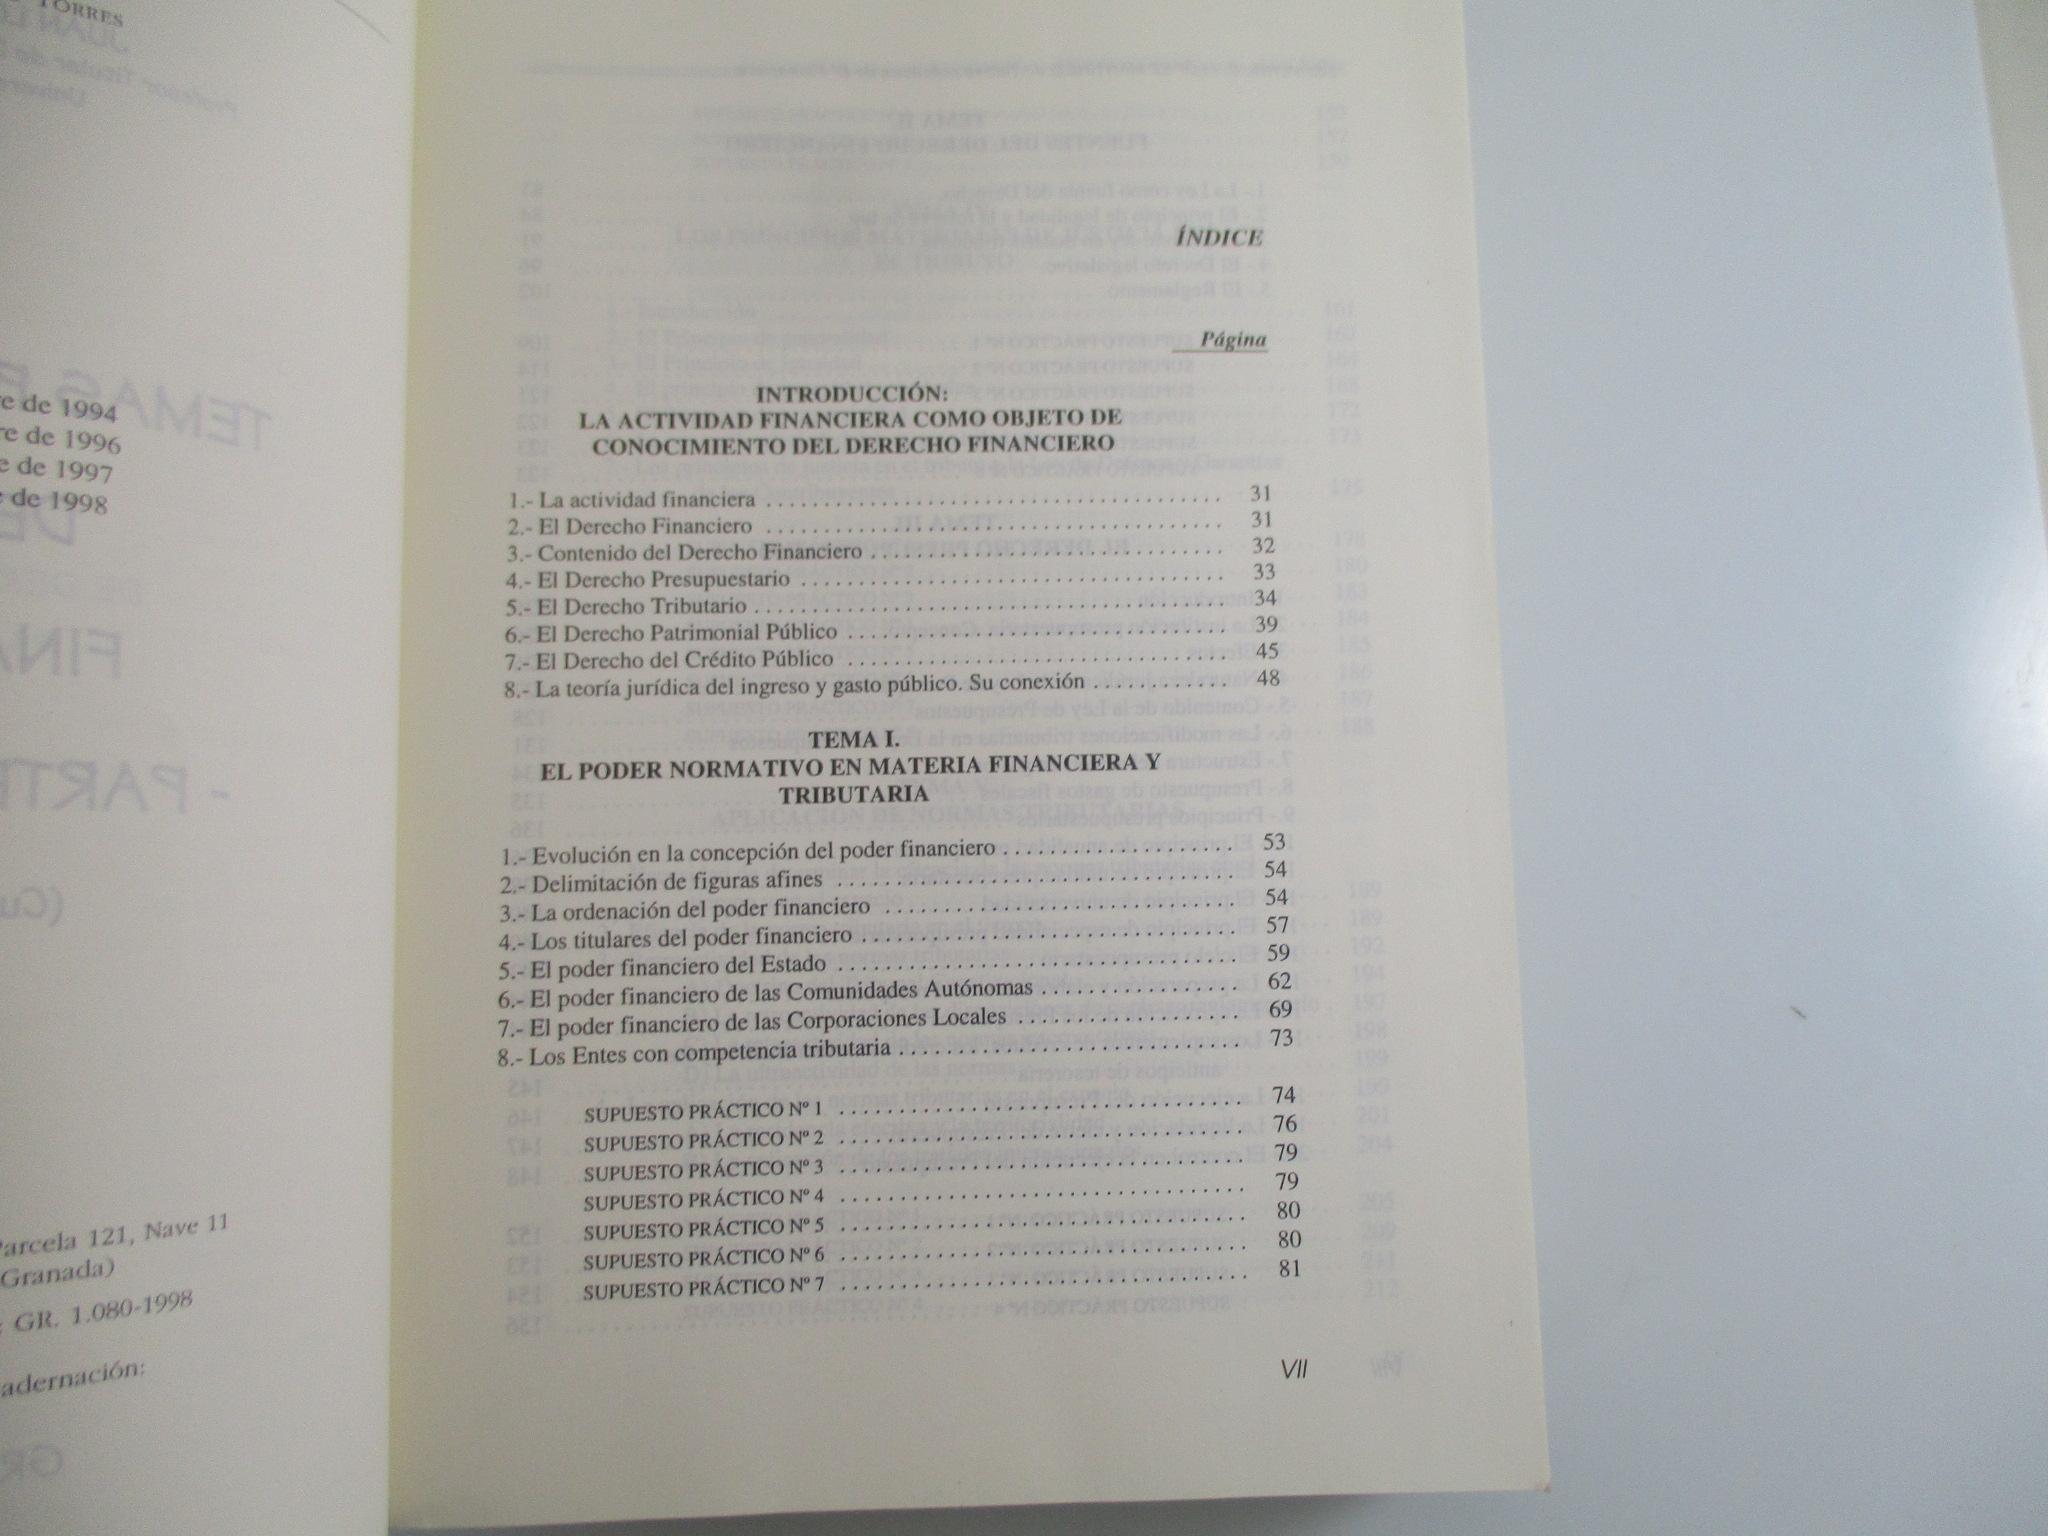 TORRES
re de 1994
re de 1996
e de 1997
e de 1998
Parcela 121, Nave 11
Granada)
GR. 1.080-1998
adernación:
ÍNDICE
Página
INTRODUCCIÓN:
LA ACTIVIDAD FINANCIERA COMO OBJETO DE
CONOCIMIENTO DEL DERECHO FINANCIERO
1.- La actividad financiera . . . . . . . . . . . . . . . . . . . . 31
2.- El Derecho Financiero . . . . . . . . . . . . . . . . . . . . 31
3.- Contenido del Derecho Financiero . . . . . . . . . . . . . . . . . . . . 32
4.- El Derecho Presupuestario . . . . . . . . . . . . . . . . . . . . 33
5.- El Derecho Tributario . . . . . . . . . . . . . . . . . . . . 34
6.- El Derecho Patrimonial Público . . . . . . . . . . . . . . . . . . . . 39
7.- El Derecho del Crédito Público . . . . . . . . . . . . . . . . . . . . 45
8.- La teoría jurídica del ingreso y gasto público. Su conexión . . . . . . . . . . . . 48
TEMA I.
EL PODER NORMATIVO EN MATERIA FINANCIERA Y
TRIBUTARIA
1.- Evolución en la concepción del poder financiero . . . . . . . . . . . . . . . . . . . . 53
2.- Delimitación de figuras afines . . . . . . . . . . . . . . . . . . . . 54
3.- La ordenación del poder financiero . . . . . . . . . . . . . . . . . . . . 54
4.- Los titulares del poder financiero . . . . . . . . . . . . . . . . . . . . 57
5.- El poder financiero del Estado . . . . . . . . . . . . . . . . . . . . 59
6.- El poder financiero de las Comunidades Autónomas . . . . . . . . . . . . . . . . 62
7.- El poder financiero de las Corporaciones Locales . . . . . . . . . . . . . . . . . . 69
8.- Los Entes con competencia tributaria . . . . . . . . . . . . . . . . . . . . 73
SUPUESTO PRÁCTICO Nº 1 . . . . . . . . . . . . . . . . . . . . 74
SUPUESTO PRÁCTICO Nº 2 . . . . . . . . . . . . . . . . . . . . 76
SUPUESTO PRÁCTICO Nº 3 . . . . . . . . . . . . . . . . . . . . 79
SUPUESTO PRÁCTICO Nº 4 . . . . . . . . . . . . . . . . . . . . 79
SUPUESTO PRÁCTICO Nº 5 . . . . . . . . . . . . . . . . . . . . 80
SUPUESTO PRÁCTICO Nº 6 . . . . . . . . . . . . . . . . . . . . 80
SUPUESTO PRÁCTICO Nº 7 . . . . . . . . . . . . . . . . . . . . 81
VII